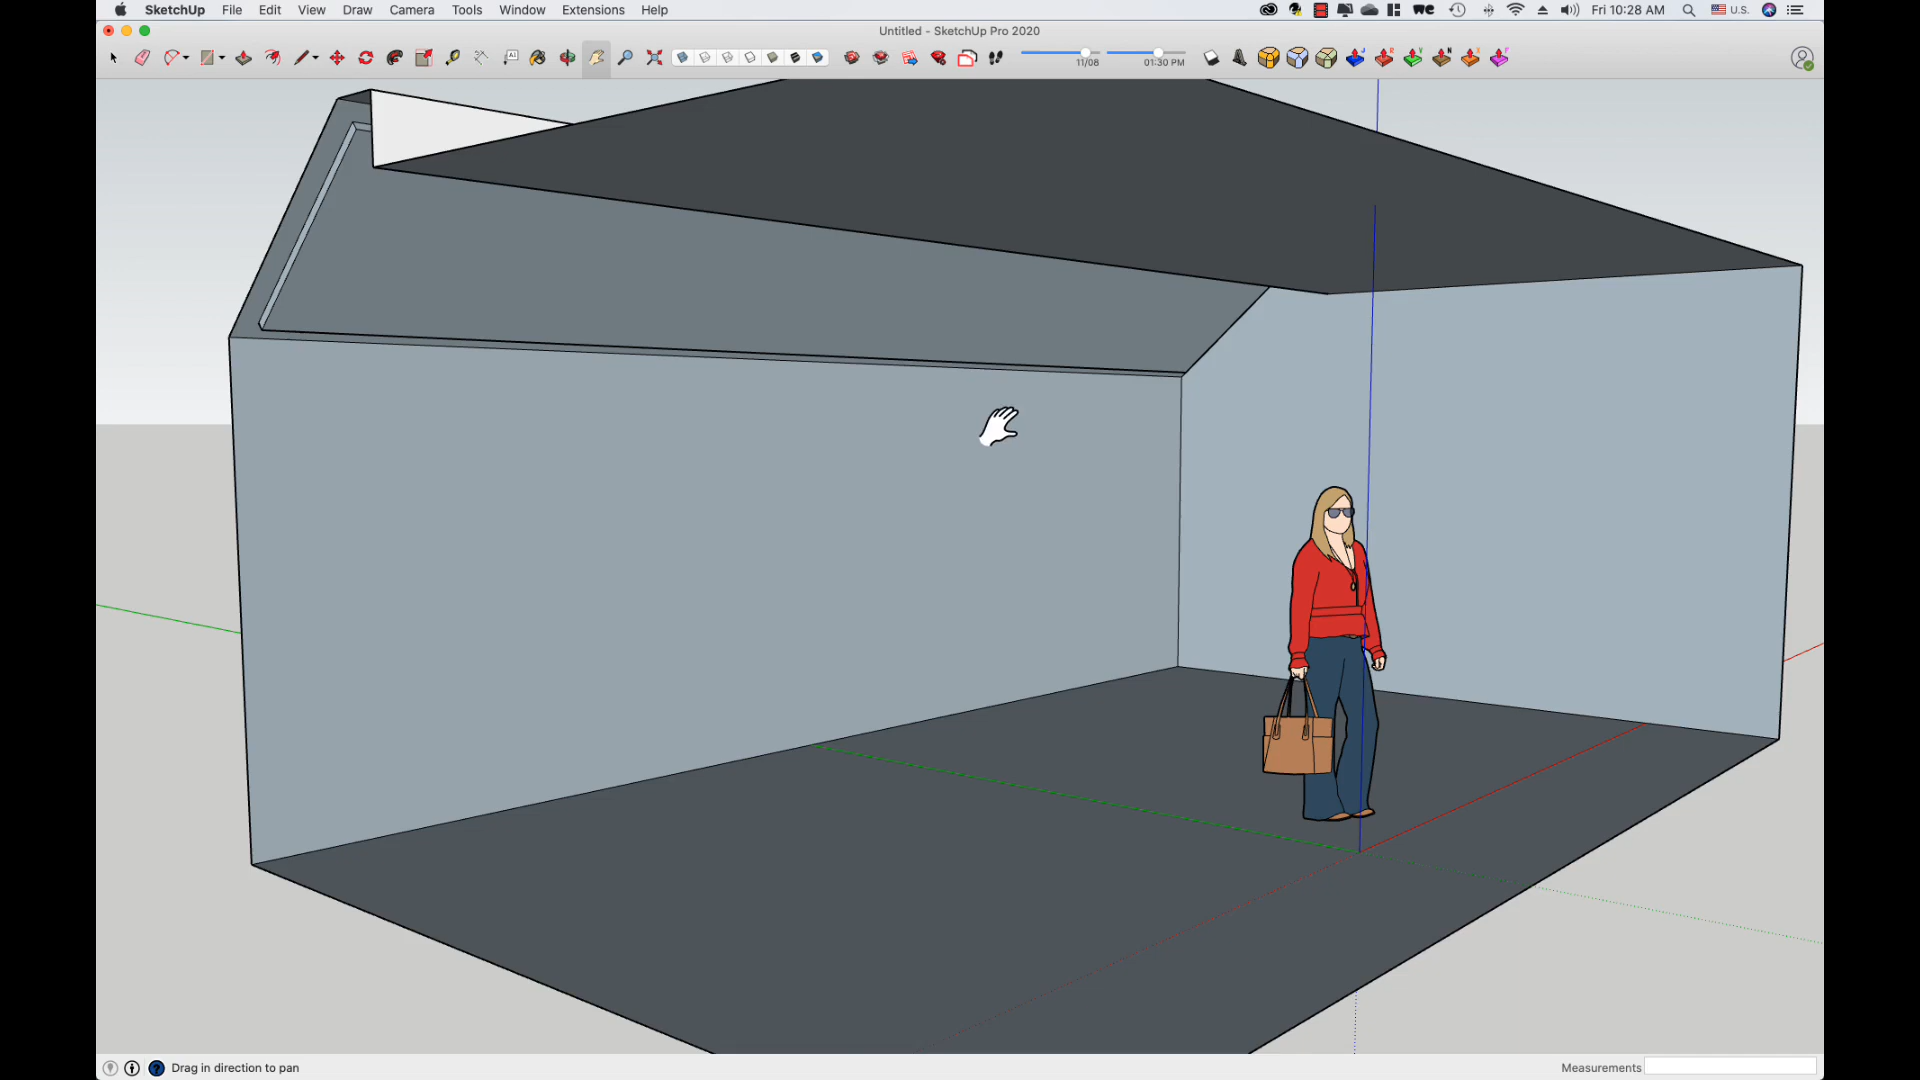 SketchUp File Edit View Draw Camera Tools Window Extensions Help U.S. Fri 10:28 AM
Untitled - SketchUp Pro 2020
11/08 01:30 PM
Drag in direction to pan Measurements